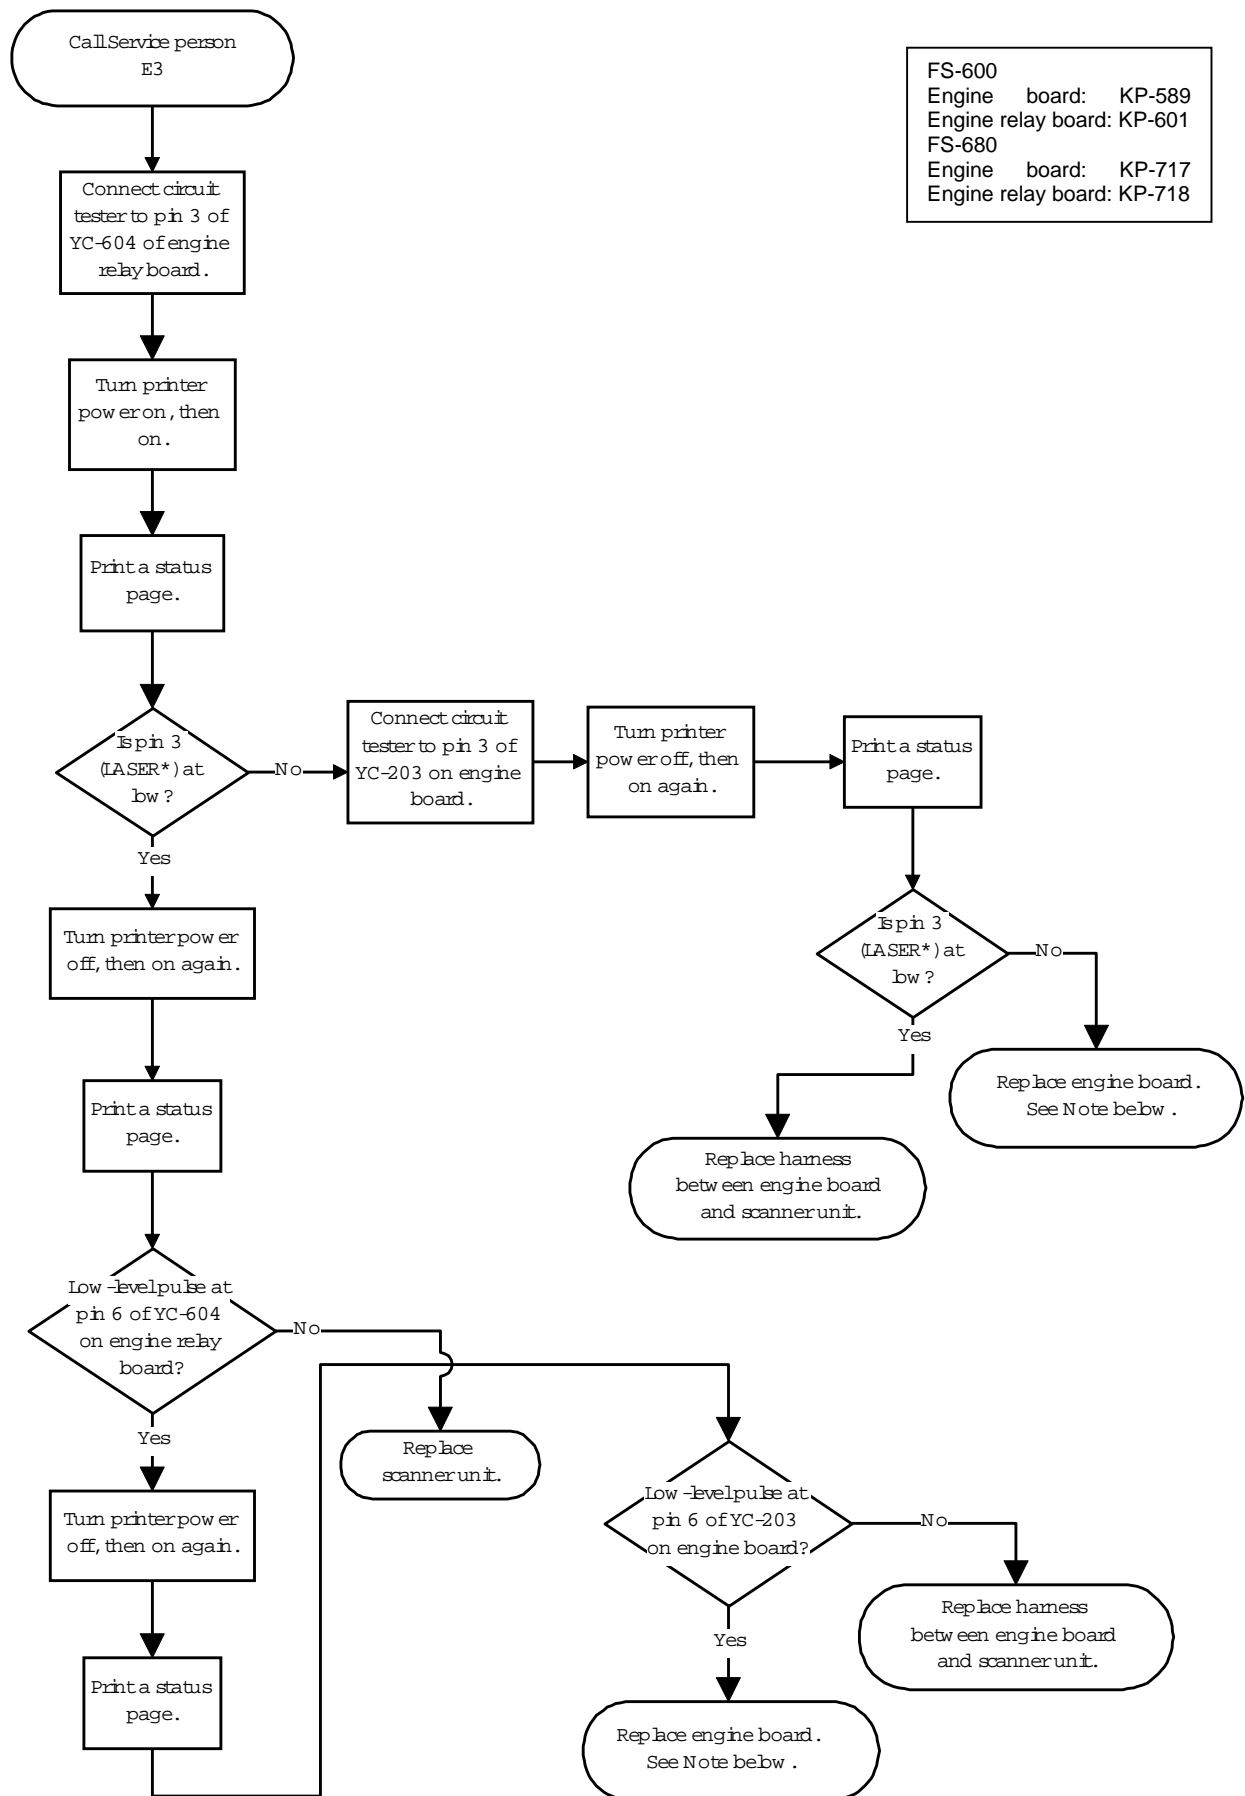 Call Service person
E3
FS-600
Engine board: KP-589
Engine relay board: KP-601
FS-680
Engine board: KP-717
Engine relay board: KP-718
Connect circuit
tester to pin 3 of
YC-604 of engine
relay board.
Turn printer
power on, then
on.
Print a status
page.
Is pin 3
(LASER*) at
low?
No
Connect circuit
tester to pin 3 of
YC-203 on engine
board.
Turn printer
power off, then
on again.
Print a status
page.
Yes
Is pin 3
(LASER*) at
low?
No
Yes
Replace engine board.
See Note below.
Replace harness
between engine board
and scanner unit.
Turn printer power
off, then on again.
Print a status
page.
Low-level pulse at
pin 6 of YC-604
on engine relay
board?
No
Yes
Replace
scanner unit.
Turn printer power
off, then on again.
Print a status
page.
Low-level pulse at
pin 6 of YC-203
on engine board?
No
Yes
Replace harness
between engine board
and scanner unit.
Replace engine board.
See Note below.